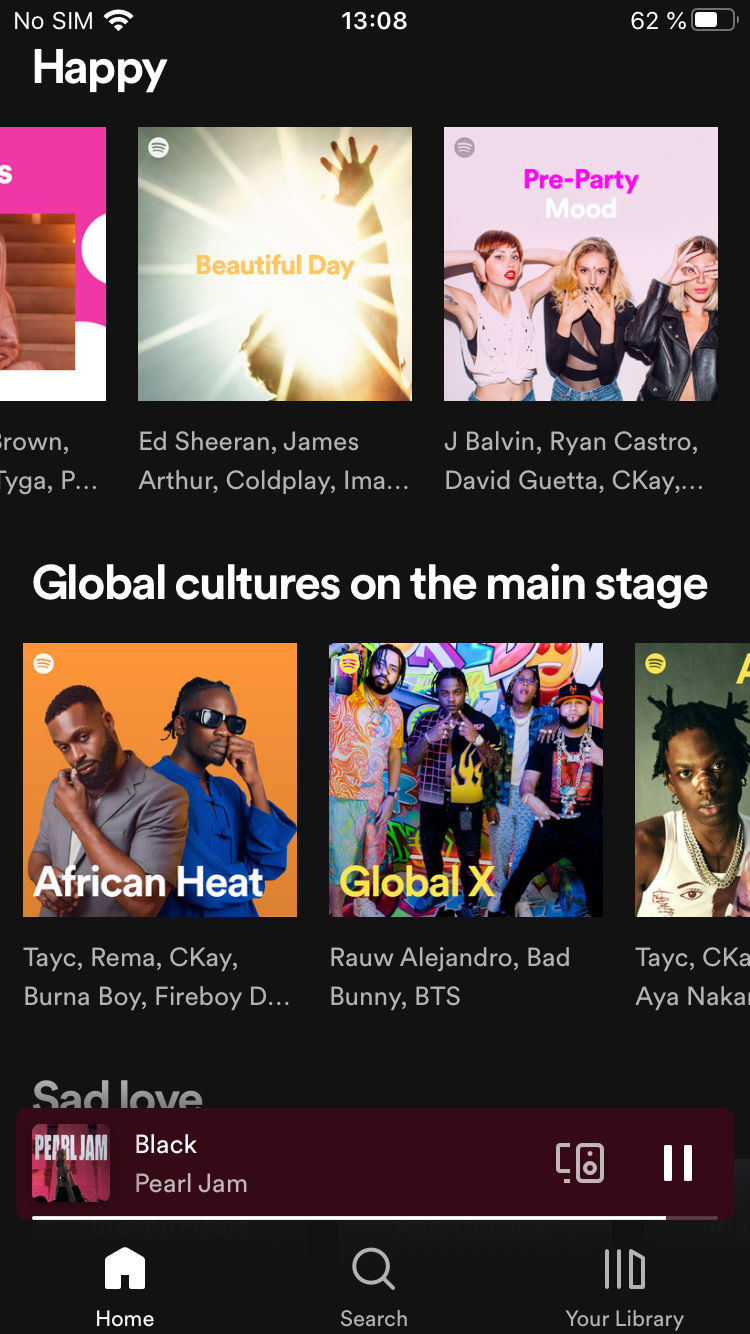 No SIM 13:08 62 %
Happy
s
Beautiful Day
Pre-Party
Mood
Brown,
Tyga, P...
Ed Sheeran, James
Arthur, Coldplay, Ima...
J Balvin, Ryan Castro,
David Guetta, CKay,...
Global cultures on the main stage
African Heat
Global X
A
Tayc, Rema, CKay,
Burna Boy, Fireboy D...
Rauw Alejandro, Bad
Bunny, BTS
Tayc, CKa
Aya Naka
Sad love
PEARL JAM
Black
Pearl Jam
Home
Search
Your Library